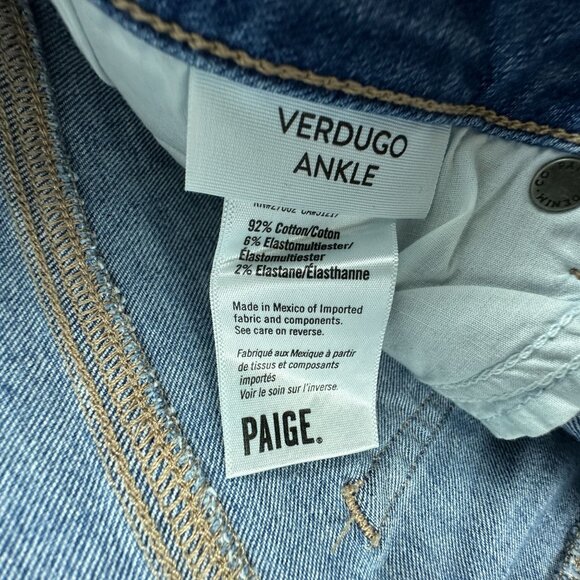 VERDUGO
ANKLE
92% Cotton/Coton
6% Elastomultiester/
Élastomultiester
2% Elastane/Élasthanne
Made in Mexico of Imported
fabric and components.
See care on reverse.
Fabriqué aux Mexique à partir
de tissus et composants
importés
Voir le soin sur l'inverse.
PAIGE.
DENIM